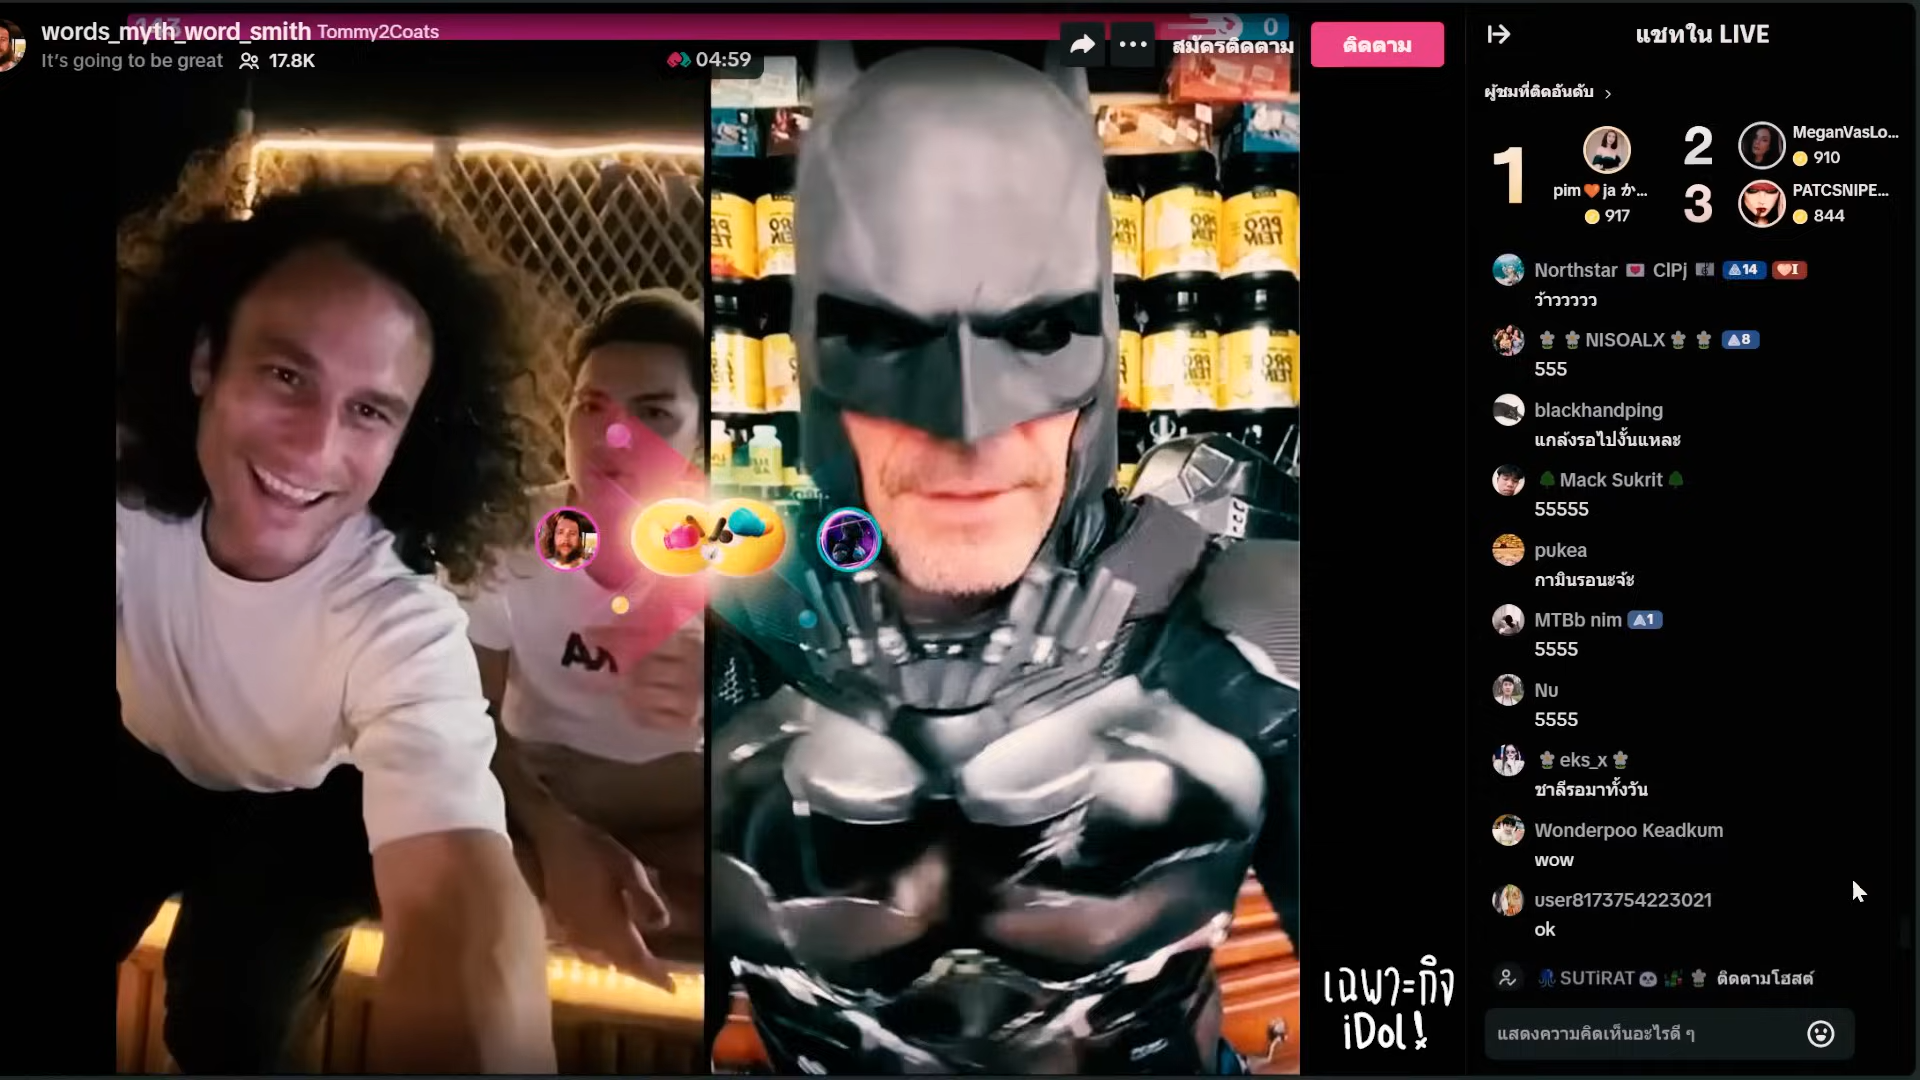 words_myth_word_smith Tommy2Coats
It's going to be great 17.8K
143
0
04:59
สมัครติดตาม
ติดตาม
แชทใน LIVE
ผู้ชมที่ติดอันดับ
1
pim ja か...
917
2
MeganVasLo...
910
3
PATCSNIPE...
844
Northstar ClPj 14 I
ว้าววววว
NISOALX 8
555
blackhandping
แกล้งรอไปงั้นแหละ
Mack Sukrit
55555
pukea
กามินรอนะจ้ะ
MTBb nim 1
5555
Nu
5555
eks_x
ชาลีรอมาทั้งวัน
Wonderpoo Keadkum
wow
user8173754223021
ok
SUTiRAT ติดตามโฮสต์
แสดงความคิดเห็นอะไรดี ๆ
เฉพาะกิจ
iDol!
PRO
TEIN